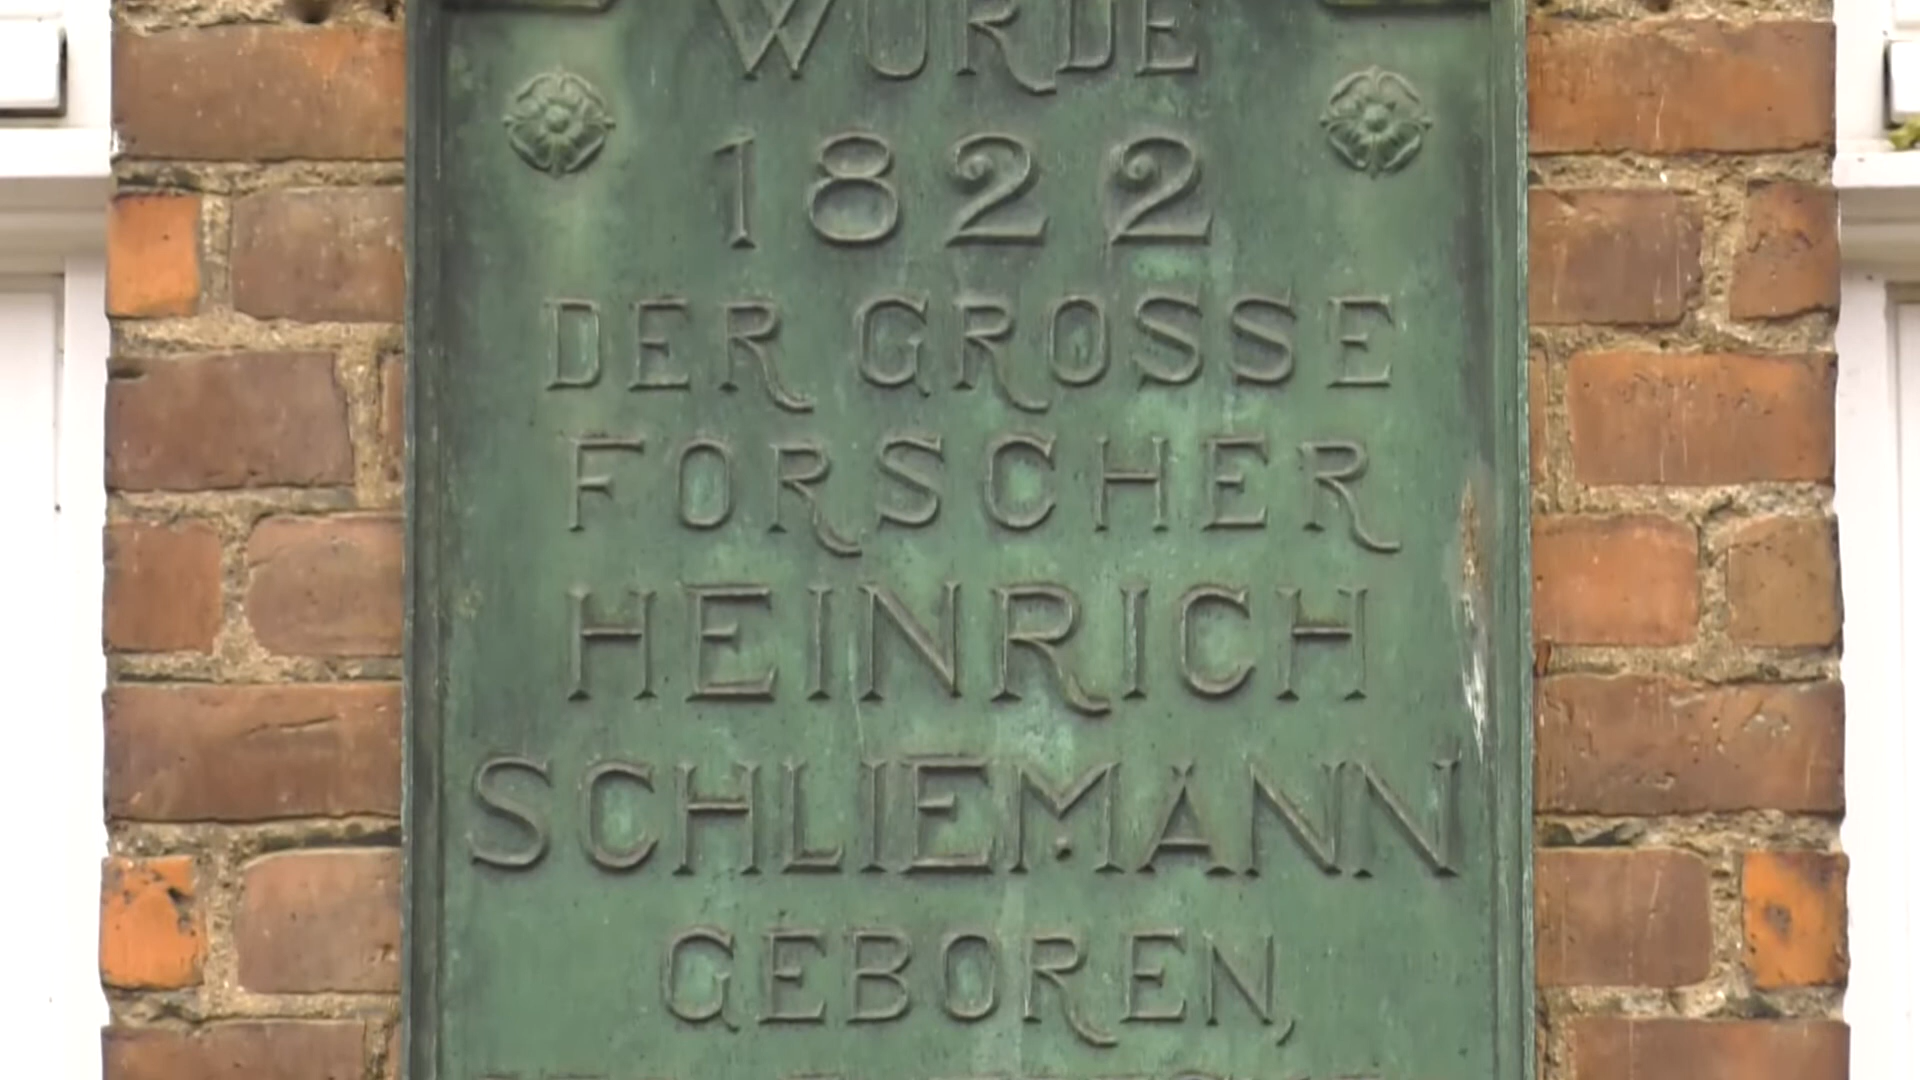 WURDE
1822
DER GROSSE
FORSCHER
HEINRICH
SCHLIEMANN
GEBOREN,